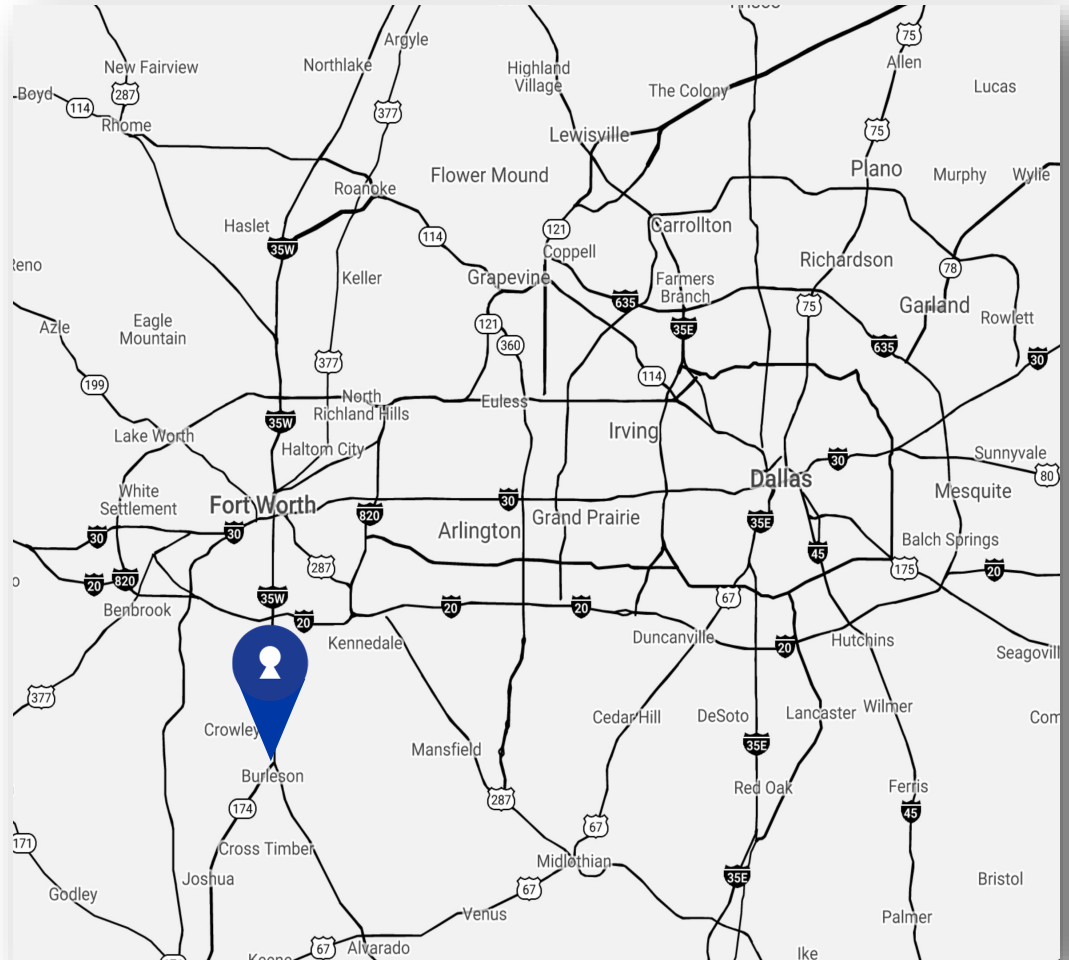 Argyle
75
New Fairview
Northlake
Highland
Village
Allen
Boyd
287
114
377
The Colony
Lucas
Rhome
Lewisville
75
Flower Mound
Plano
Murphy
Wylie
Roanoke
Haslet
35W
114
121
Carrollton
Coppell
Richardson
78
Keller
Grapevine
Farmers
Branch
635
75
Garland
Rowlett
Azle
Eagle
Mountain
121
35E
360
635
30
377
199
114
North
Richland Hills
Euless
35W
Lake Worth
Haltom City
Irving
30
Sunnyvale
80
White
Settlement
Fort Worth
30
Dallas
Mesquite
820
Arlington
Grand Prairie
35E
30
30
45
Balch Springs
287
175
20
20
820
35W
67
Benbrook
20
20
20
Kennedale
Duncanville
20
Hutchins
377
Crowley
Cedar Hill
DeSoto
Lancaster
Wilmer
Mansfield
35E
Burleson
Red Oak
Ferris
174
287
45
67
171
Cross Timber
Midlothian
Joshua
35E
Godley
67
Bristol
Venus
Palmer
67
Alvarado
Ike